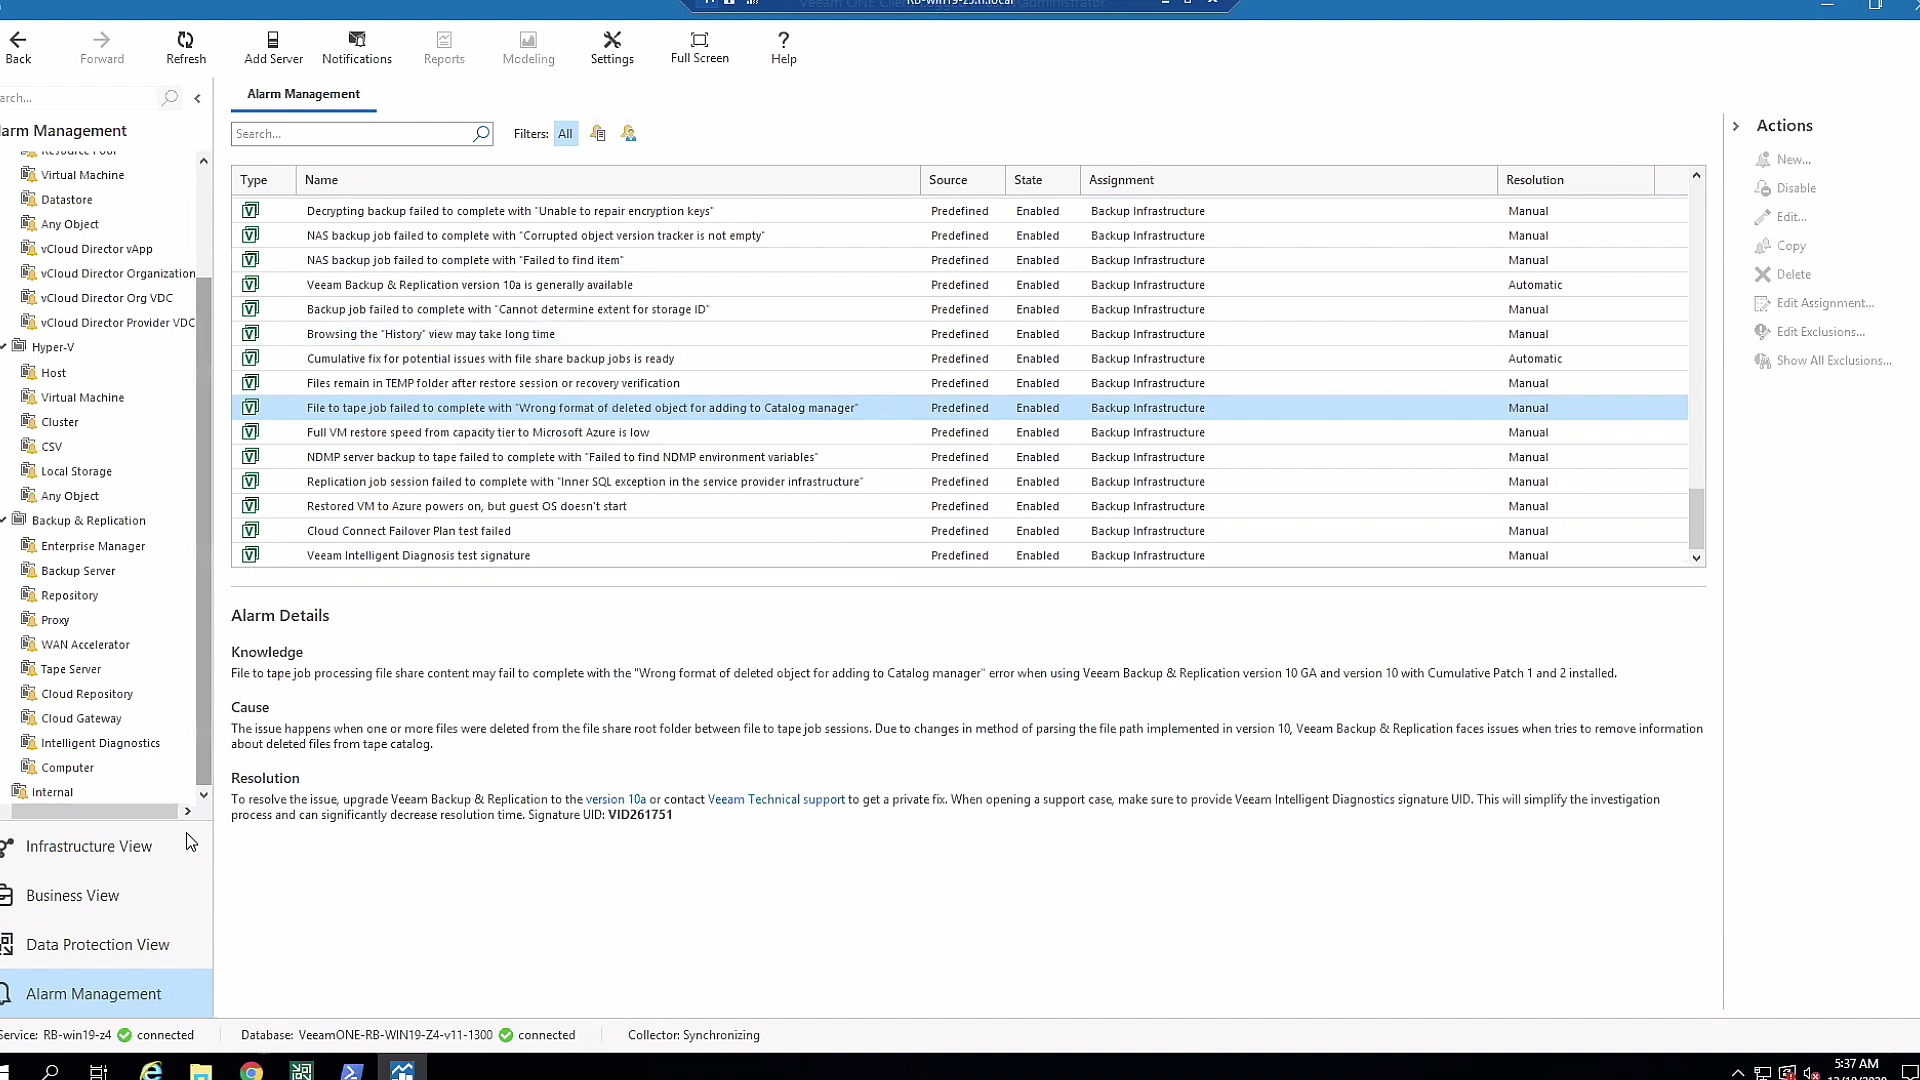 RB-win19-z3.n.local
Back
Forward
Refresh
Add Server
Notifications
Reports
Modeling
Settings
Full Screen
Help
arch...
Alarm Management
Search...
Filters: All
Actions
larm Management
Resource Pool
Virtual Machine
Datastore
Any Object
vCloud Director vApp
vCloud Director Organization
vCloud Director Org VDC
vCloud Director Provider VDC
Hyper-V
Host
Virtual Machine
Cluster
CSV
Local Storage
Any Object
Backup & Replication
Enterprise Manager
Backup Server
Repository
Proxy
WAN Accelerator
Tape Server
Cloud Repository
Cloud Gateway
Intelligent Diagnostics
Computer
Internal
Infrastructure View
Business View
Data Protection View
Alarm Management
Type Name Source State Assignment Resolution
Decrypting backup failed to complete with "Unable to repair encryption keys" Predefined Enabled Backup Infrastructure Manual
NAS backup job failed to complete with "Corrupted object version tracker is not empty" Predefined Enabled Backup Infrastructure Manual
NAS backup job failed to complete with "Failed to find item" Predefined Enabled Backup Infrastructure Manual
Veeam Backup & Replication version 10a is generally available Predefined Enabled Backup Infrastructure Automatic
Backup job failed to complete with "Cannot determine extent for storage ID" Predefined Enabled Backup Infrastructure Manual
Browsing the "History" view may take long time Predefined Enabled Backup Infrastructure Manual
Cumulative fix for potential issues with file share backup jobs is ready Predefined Enabled Backup Infrastructure Automatic
Files remain in TEMP folder after restore session or recovery verification Predefined Enabled Backup Infrastructure Manual
File to tape job failed to complete with "Wrong format of deleted object for adding to Catalog manager" Predefined Enabled Backup Infrastructure Manual
Full VM restore speed from capacity tier to Microsoft Azure is low Predefined Enabled Backup Infrastructure Manual
NDMP server backup to tape failed to complete with "Failed to find NDMP environment variables" Predefined Enabled Backup Infrastructure Manual
Replication job session failed to complete with "Inner SQL exception in the service provider infrastructure" Predefined Enabled Backup Infrastructure Manual
Restored VM to Azure powers on, but guest OS doesn't start Predefined Enabled Backup Infrastructure Manual
Cloud Connect Failover Plan test failed Predefined Enabled Backup Infrastructure Manual
Veeam Intelligent Diagnosis test signature Predefined Enabled Backup Infrastructure Manual
New...
Disable
Edit...
Copy
Delete
Edit Assignment...
Edit Exclusions...
Show All Exclusions...
Alarm Details
Knowledge
File to tape job processing file share content may fail to complete with the "Wrong format of deleted object for adding to Catalog manager" error when using Veeam Backup & Replication version 10 GA and version 10 with Cumulative Patch 1 and 2 installed.
Cause
The issue happens when one or more files were deleted from the file share root folder between file to tape job sessions. Due to changes in method of parsing the file path implemented in version 10, Veeam Backup & Replication faces issues when tries to remove information
about deleted files from tape catalog.
Resolution
To resolve the issue, upgrade Veeam Backup & Replication to the version 10a or contact Veeam Technical support to get a private fix. When opening a support case, make sure to provide Veeam Intelligent Diagnostics signature UID. This will simplify the investigation
process and can significantly decrease resolution time. Signature UID: VID261751
Service: RB-win19-z4 connected Database: VeeamONE-RB-WIN19-Z4-v11-1300 connected Collector: Synchronizing
5:37 AM